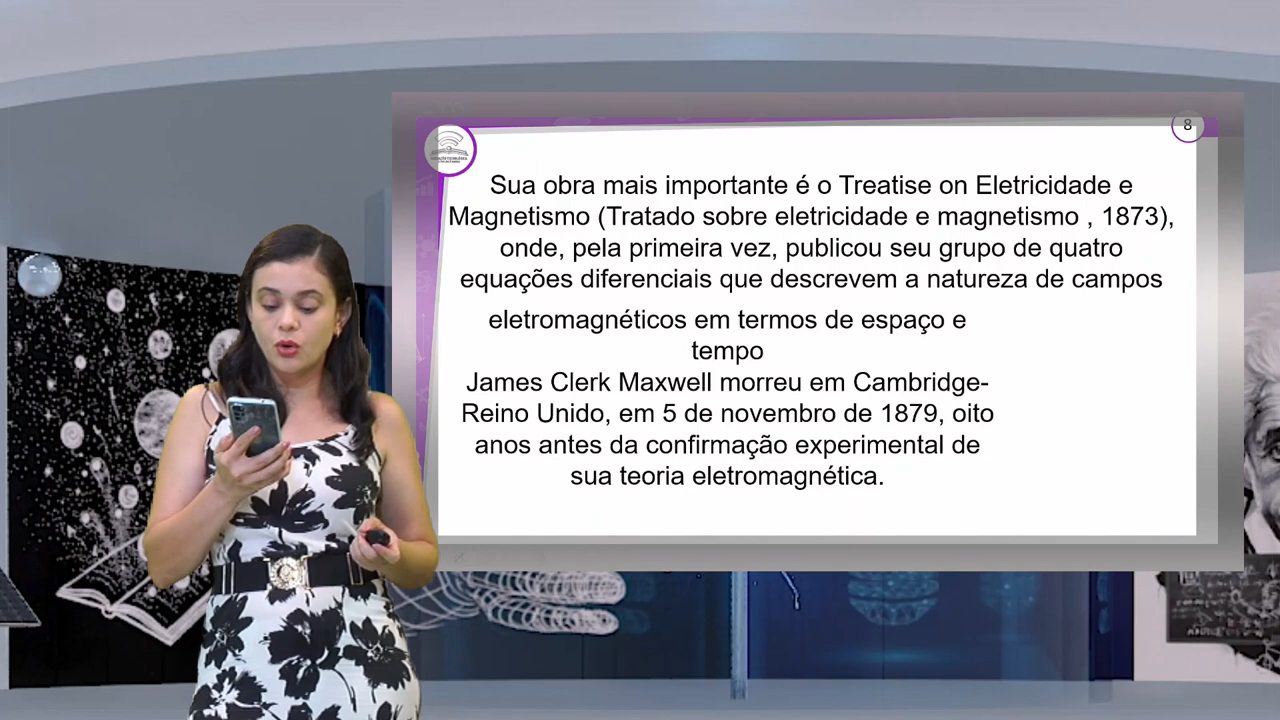 8
Sua obra mais importante é o Treatise on Eletricidade e
Magnetismo (Tratado sobre eletricidade e magnetismo , 1873),
onde, pela primeira vez, publicou seu grupo de quatro
equações diferenciais que descrevem a natureza de campos
eletromagnéticos em termos de espaço e
tempo
James Clerk Maxwell morreu em Cambridge-
Reino Unido, em 5 de novembro de 1879, oito
anos antes da confirmação experimental de
sua teoria eletromagnética.